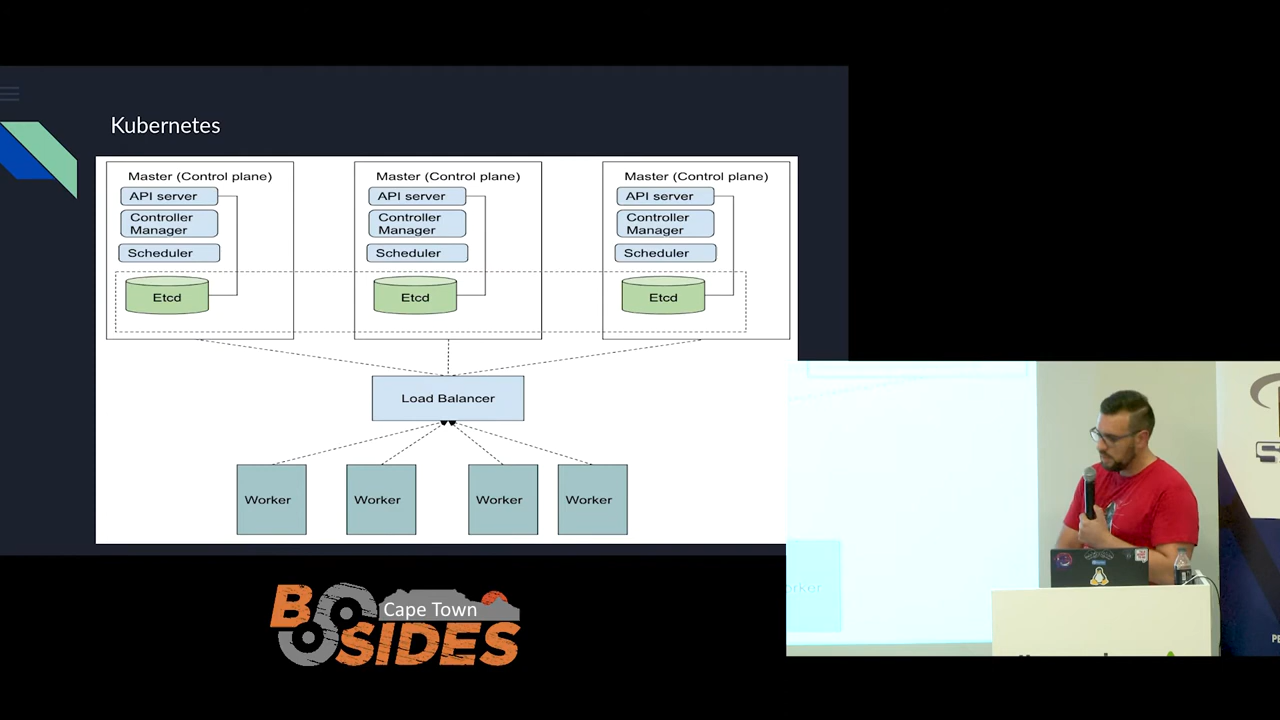 Kubernetes
Master (Control plane)
API server
Controller
Manager
Scheduler
Etcd
Master (Control plane)
API server
Controller
Manager
Scheduler
Etcd
Master (Control plane)
API server
Controller
Manager
Scheduler
Etcd
Load Balancer
Worker
Worker
Worker
Worker
BSIDES
Cape Town